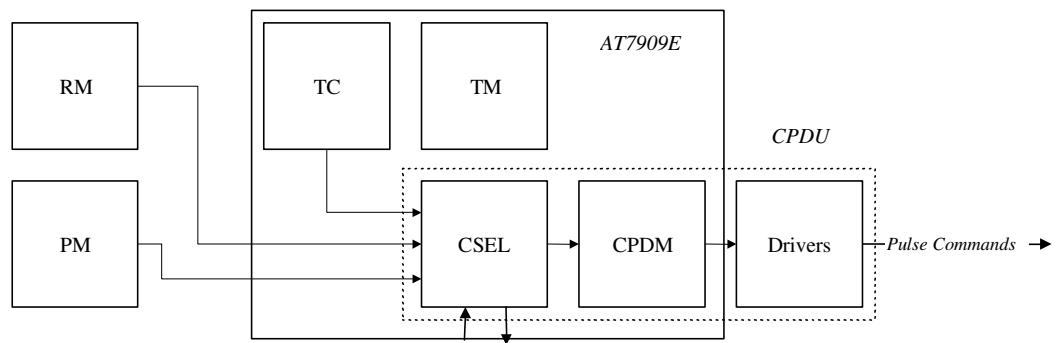 AT7909E
RM
TC
TM
CPDU
PM
CSEL
CPDM
Drivers
Pulse Commands